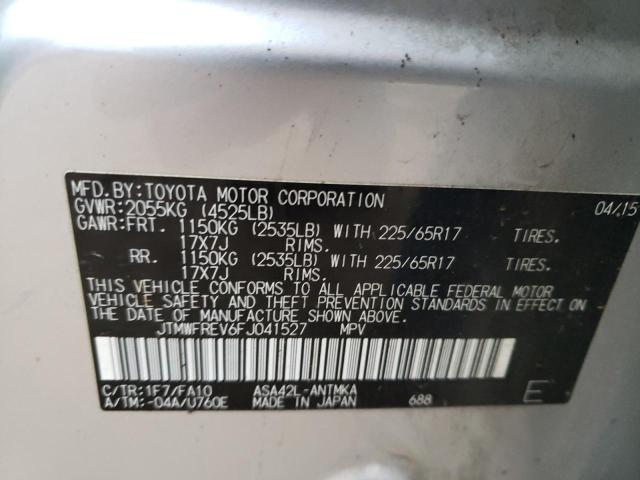 MFD. BY: TOYOTA MOTOR CORPORATION 04/15
GVWR: 2055KG (4525LB)
GAWR: FRT. 1150KG (2535LB) WITH 225/65R17 TIRES.
17X7J RIMS.
RR. 1150KG (2535LB) WITH 225/65R17 TIRES.
17X7J RIMS.
THIS VEHICLE CONFORMS TO ALL APPLICABLE FEDERAL MOTOR
VEHICLE SAFETY AND THEFT PREVENTION STANDARDS IN EFFECT ON
THE DATE OF MANUFACTURE SHOWN ABOVE.
JTMWFREV6FJ041527 MPV
C/TR: 1F7/FA10 ASA42L-ANTMKA
A/TM: -04A/U760E MADE IN JAPAN 688 E